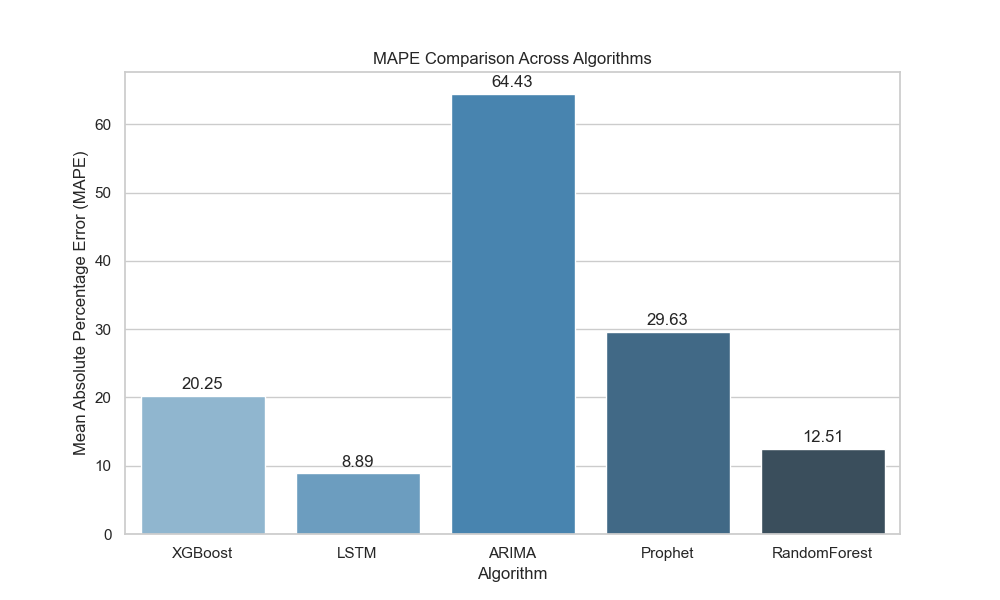 MAPE Comparison Across Algorithms
Mean Absolute Percentage Error (MAPE)
60
50
40
30
20
10
0
20.25
8.89
64.43
29.63
12.51
XGBoost
LSTM
ARIMA
Prophet
RandomForest
Algorithm